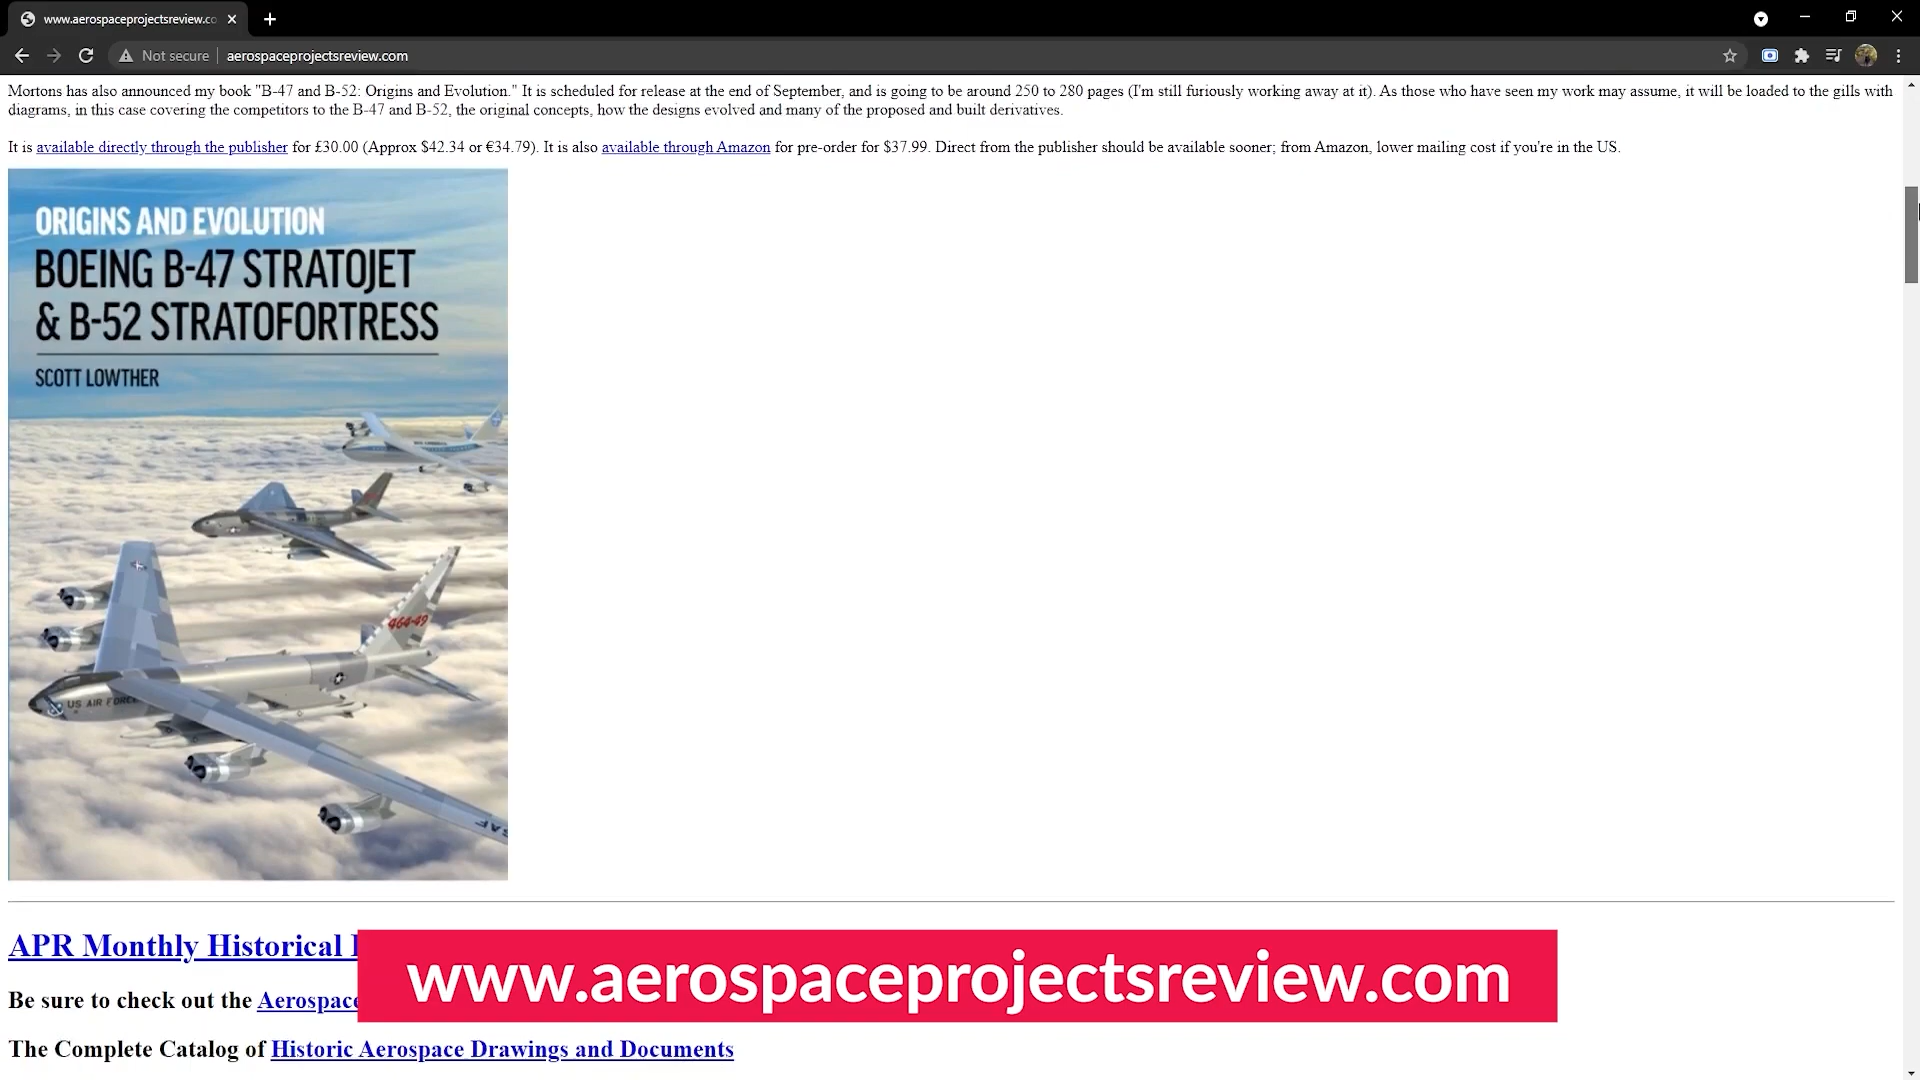 www.aerospaceprojectsreview.co
Not secure
aerospaceprojectsreview.com
Mortons has also announced my book "B-47 and B-52: Origins and Evolution." It is scheduled for release at the end of September, and is going to be around 250 to 280 pages (I'm still furiously working away at it). As those who have seen my work may assume, it will be loaded to the gills with
diagrams, in this case covering the competitors to the B-47 and B-52, the original concepts, how the designs evolved and many of the proposed and built derivatives.
It is available directly through the publisher for £30.00 (Approx $42.34 or €34.79). It is also available through Amazon for pre-order for $37.99. Direct from the publisher should be available sooner; from Amazon, lower mailing cost if you're in the US.
ORIGINS AND EVOLUTION
BOEING B-47 STRATOJET
& B-52 STRATOFORTRESS
SCOTT LOWTHER
464-49
US AIR FORCE
USAF
APR Monthly Historical
www.aerospaceprojectsreview.com
Be sure to check out the Aerospace
The Complete Catalog of Historic Aerospace Drawings and Documents